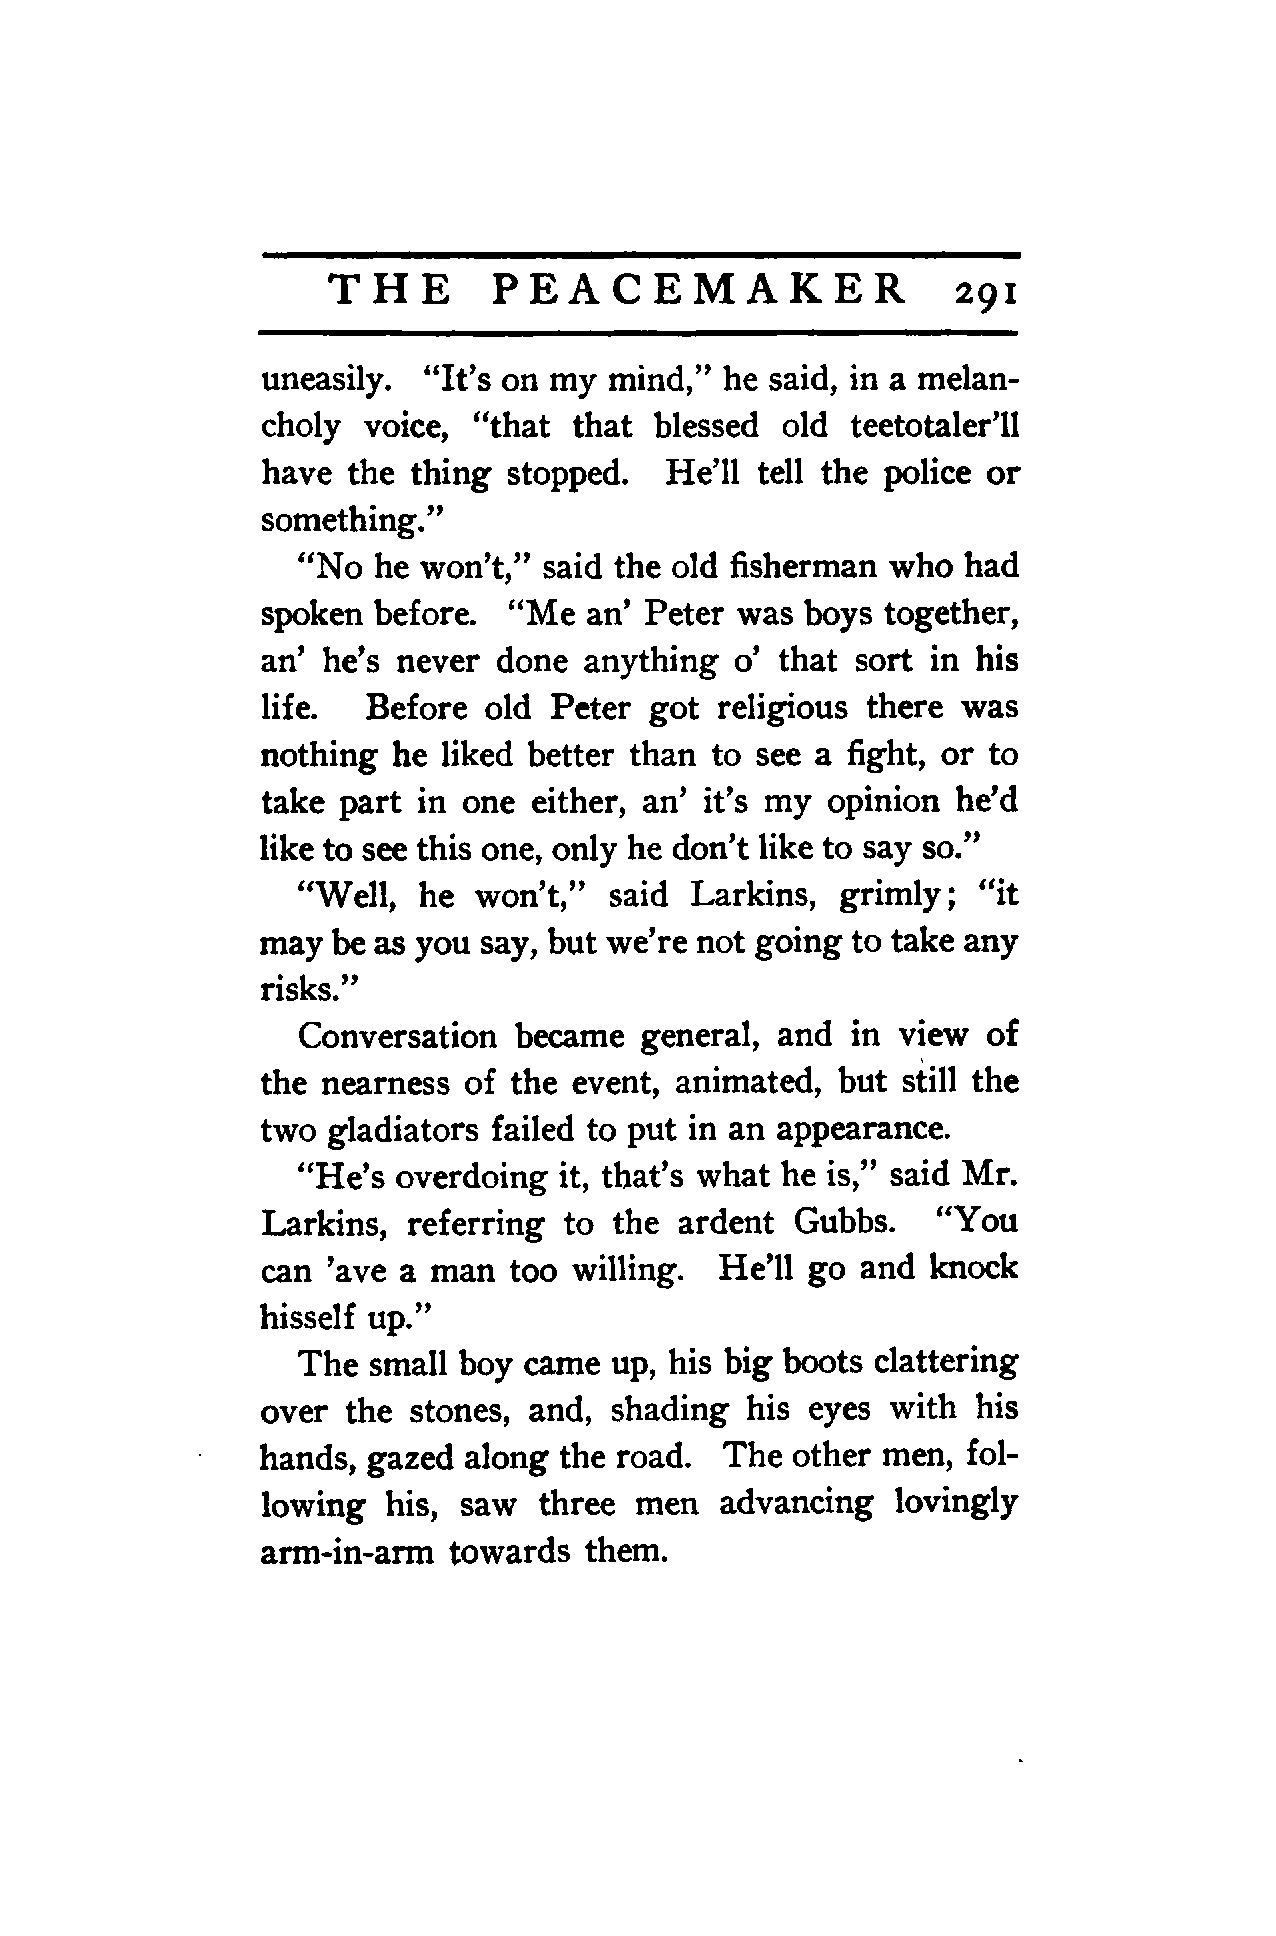 THE PEACEMAKER 291
uneasily. “It’s on my mind,” he said, in a melan-
choly voice, “that that blessed old teetotaler’ll
have the thing stopped. He’ll tell the police or
something.”
“No he won’t,” said the old fisherman who had
spoken before. “Me an’ Peter was boys together,
an’ he’s never done anything o’ that sort in his
life. Before old Peter got religious there was
nothing he liked better than to see a fight, or to
take part in one either, an’ it’s my opinion he’d
like to see this one, only he don’t like to say so.”
“Well, he won’t,” said Larkins, grimly; “it
may be as you say, but we’re not going to take any
risks.”
Conversation became general, and in view of
the nearness of the event, animated, but still the
two gladiators failed to put in an appearance.
“He’s overdoing it, that’s what he is,” said Mr.
Larkins, referring to the ardent Gubbs. “You
can ’ave a man too willing. He’ll go and knock
hisself up.”
The small boy came up, his big boots clattering
over the stones, and, shading his eyes with his
hands, gazed along the road. The other men, fol-
lowing his, saw three men advancing lovingly
arm-in-arm towards them.